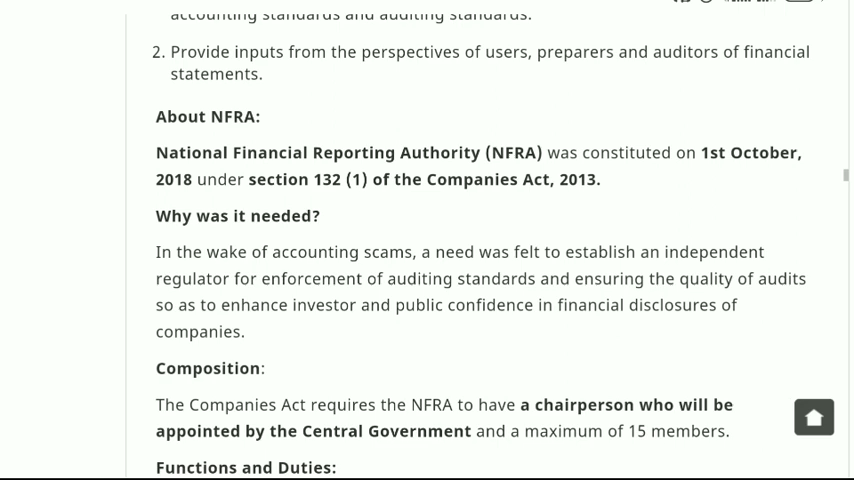 accounting standards and auditing standards.
2. Provide inputs from the perspectives of users, preparers and auditors of financial
statements.
About NFRA:
National Financial Reporting Authority (NFRA) was constituted on 1st October,
2018 under section 132 (1) of the Companies Act, 2013.
Why was it needed?
In the wake of accounting scams, a need was felt to establish an independent
regulator for enforcement of auditing standards and ensuring the quality of audits
so as to enhance investor and public confidence in financial disclosures of
companies.
Composition:
The Companies Act requires the NFRA to have a chairperson who will be
appointed by the Central Government and a maximum of 15 members.
Functions and Duties: